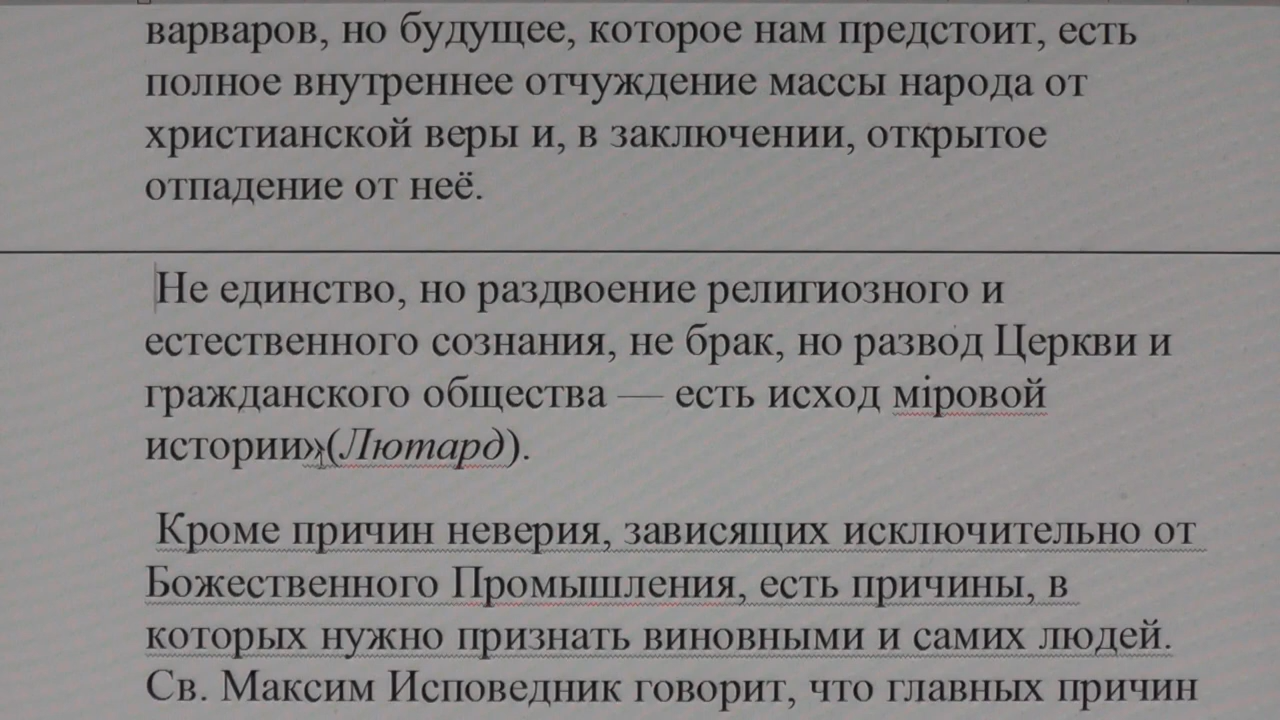 варваров, но будущее, которое нам предстоит, есть
полное внутреннее отчуждение массы народа от
христианской веры и, в заключении, открытое
отпадение от неё.
Не единство, но раздвоение религиозного и
естественного сознания, не брак, но развод Церкви и
гражданского общества — есть исход мiровой
истории»(Лютард).
Кроме причин неверия, зависящих исключительно от
Божественного Промышления, есть причины, в
которых нужно признать виновными и самих людей.
Св. Максим Исповедник говорит, что главных причин